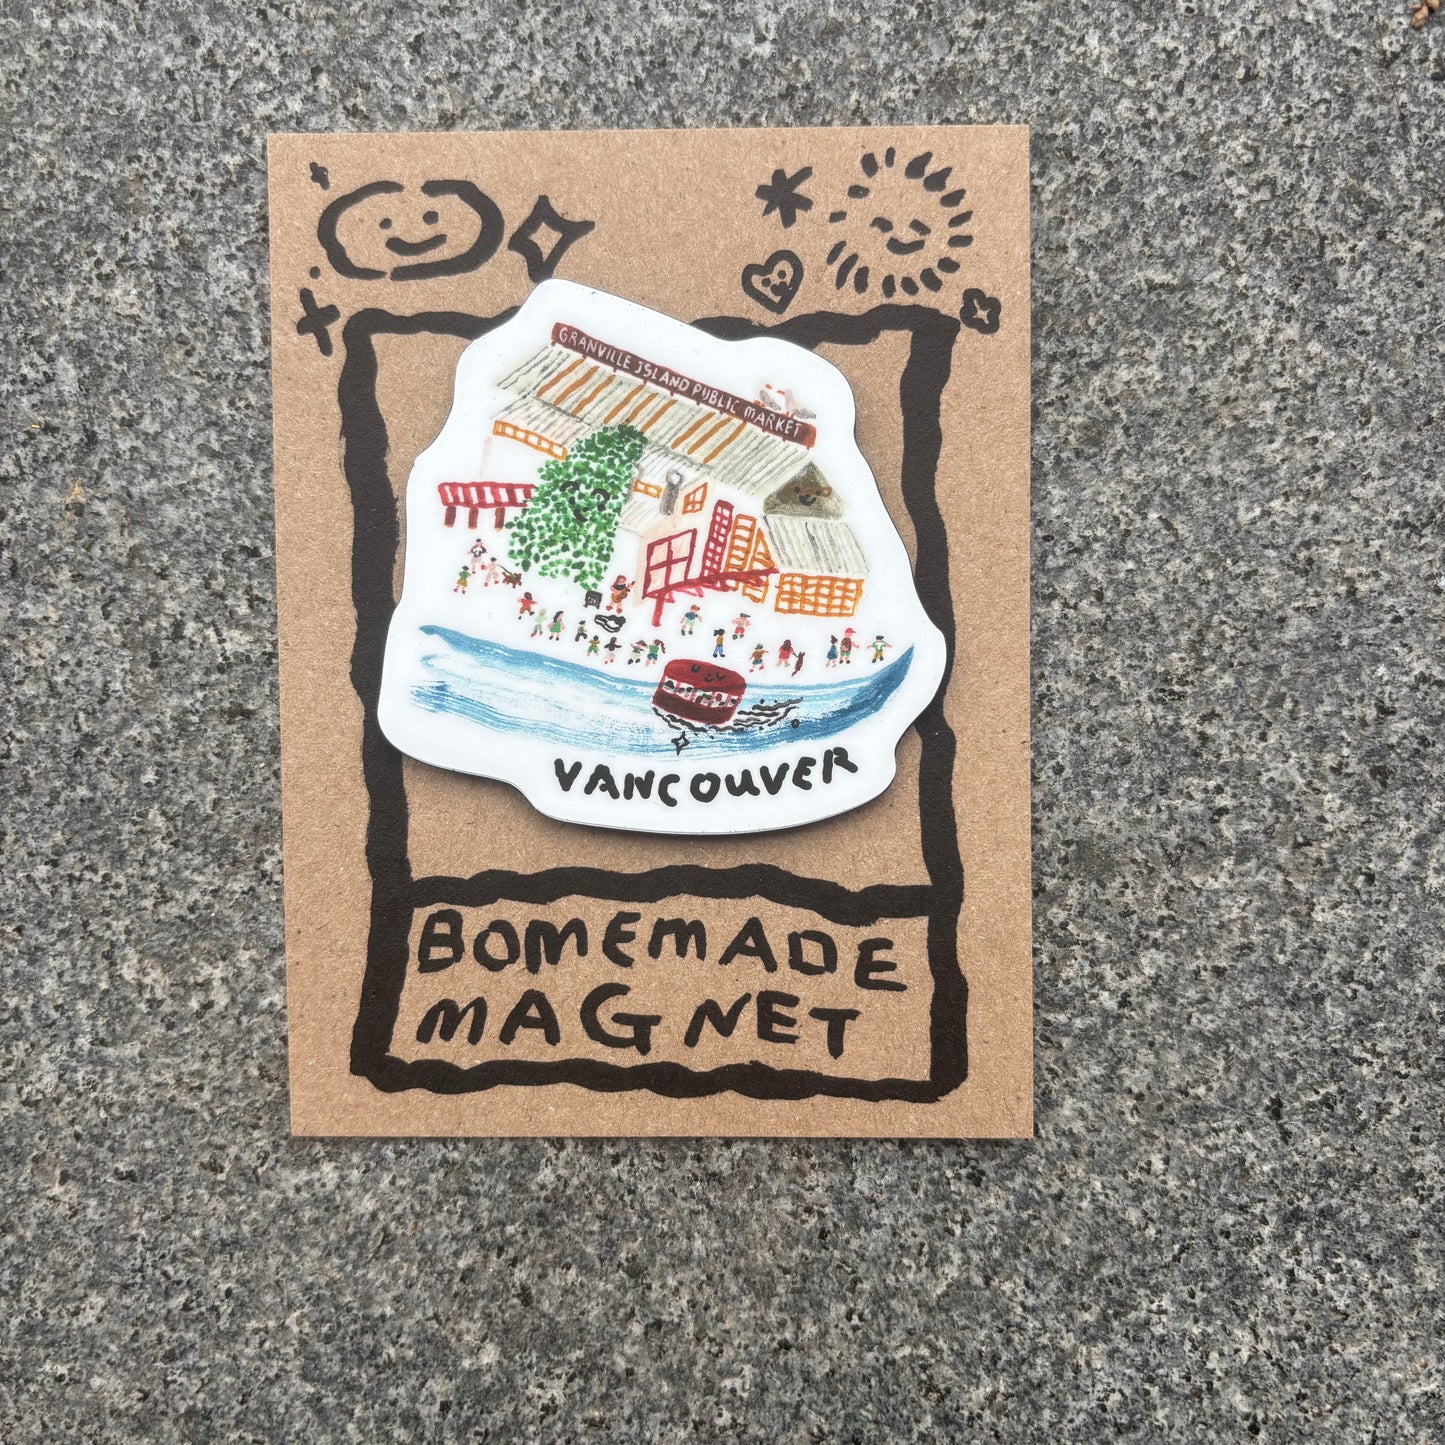 GRANVILLE ISLAND PUBLIC MARKET
VANCOUVER
BOMEMADE
MAGNET